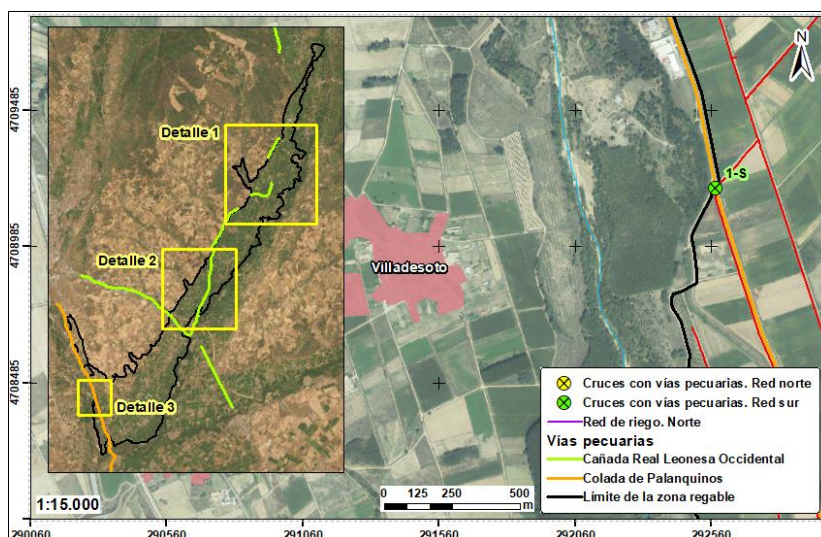 N
4709485
4708985
4708485
Detalle 1
Detalle 2
Detalle 3
Villadesoto
1-S
Cruces con vías pecuarias. Red norte
Cruces con vías pecuarias. Red sur
Red de riego. Norte
Vías pecuarias
Cañada Real Leonesa Occidental
Colada de Palanquinos
Límite de la zona regable
1:15.000
0 125 250 500
m
290060 290560 291060 291560 292060 292560